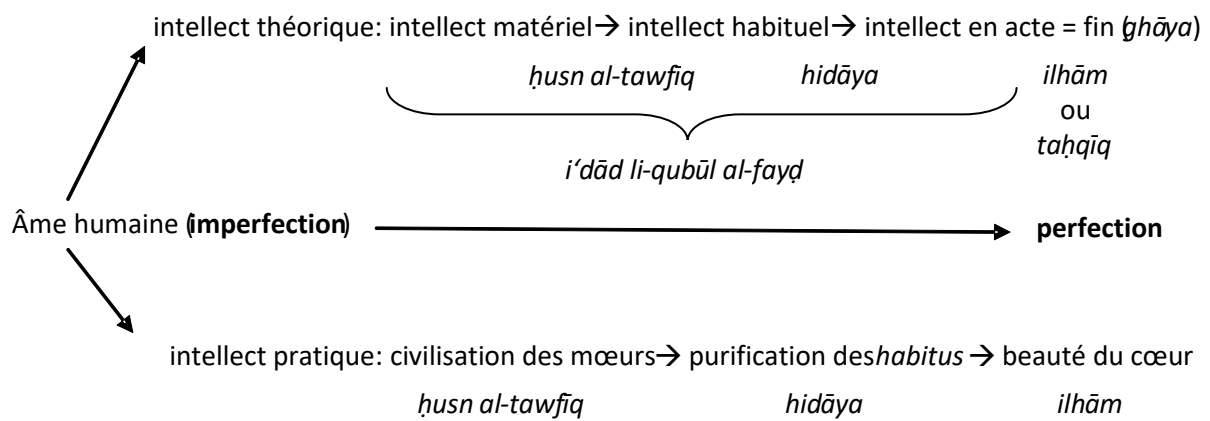 intellect théorique: intellect matériel→ intellect habituel→ intellect en acte = fin (ghāya)
ḥusn al-tawfīq hidāya ilhām
ou
taḥqīq
i‘dād li-qubūl al-fayḍ
Âme humaine (imperfection) perfection
intellect pratique: civilisation des mœurs→ purification des habitus → beauté du cœur
ḥusn al-tawfīq hidāya ilhām